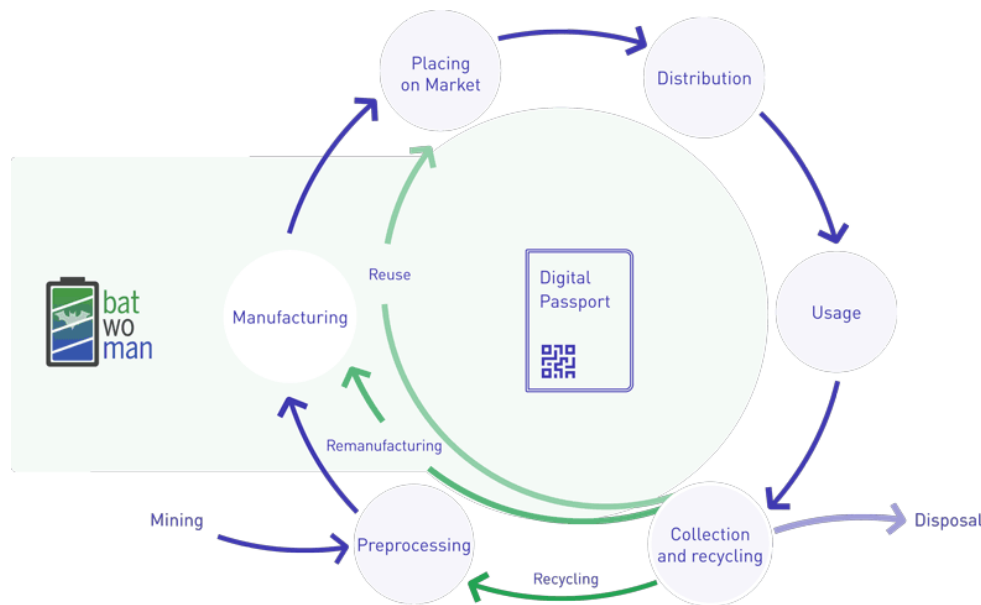 Placing
on Market
Distribution
Reuse
Digital
Passport
bat
wo
man
Manufacturing
Usage
Remanufacturing
Mining
Preprocessing
Collection
and recycling
Disposal
Recycling